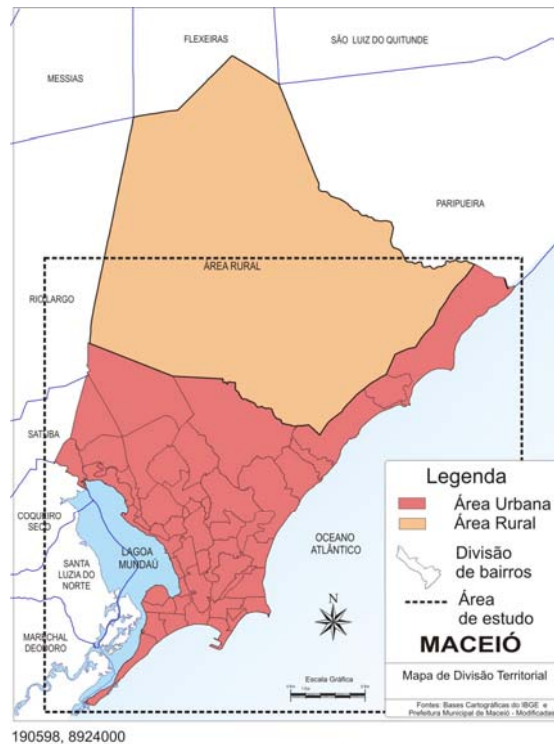 FLEXEIRAS
SÃO LUIZ DO QUITUNDE
MESSIAS
PARIPUEIRA
ÁREA RURAL
RIO LARGO
SATUBA
COQUEIRO
SECO
LAGOA
MUNDAÚ
SANTA
LUZIA DO
NORTE
MARECHAL
DEODORO
OCEANO
ATLÂNTICO
N
Legenda
Área Urbana
Área Rural
Divisão
de bairros
Área
de estudo
MACEIÓ
Mapa de Divisão Territorial
Escala Gráfica
Fontes: Bases Cartográficas do IBGE e
Prefeitura Municipal de Maceió - Modificadas
190598, 8924000